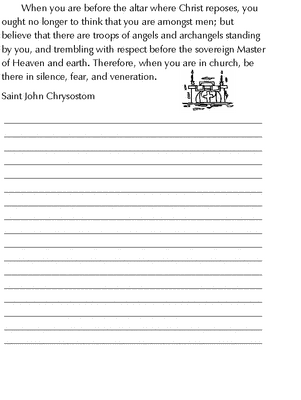 When you are before the altar where Christ reposes, you
ought no longer to think that you are amongst men; but
believe that there are troops of angels and archangels standing
by you, and trembling with respect before the sovereign Master
of Heaven and earth. Therefore, when you are in church, be
there in silence, fear, and veneration.
Saint John Chrysostom